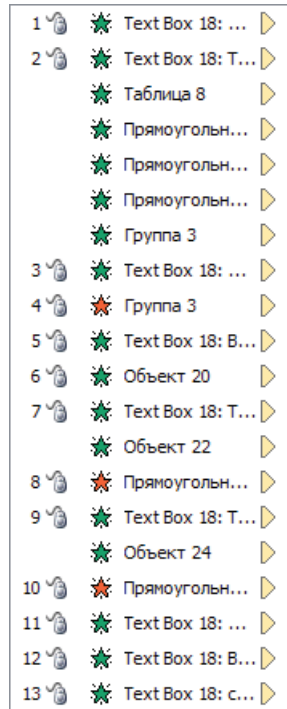 1 Text Box 18: ...
2 Text Box 18: Т...
Таблица 8
Прямоугольн...
Прямоугольн...
Прямоугольн...
Группа 3
3 Text Box 18: ...
4 Группа 3
5 Text Box 18: В...
6 Объект 20
7 Text Box 18: Т...
Объект 22
8 Прямоугольн...
9 Text Box 18: Т...
Объект 24
10 Прямоугольн...
11 Text Box 18: ...
12 Text Box 18: В...
13 Text Box 18: с...